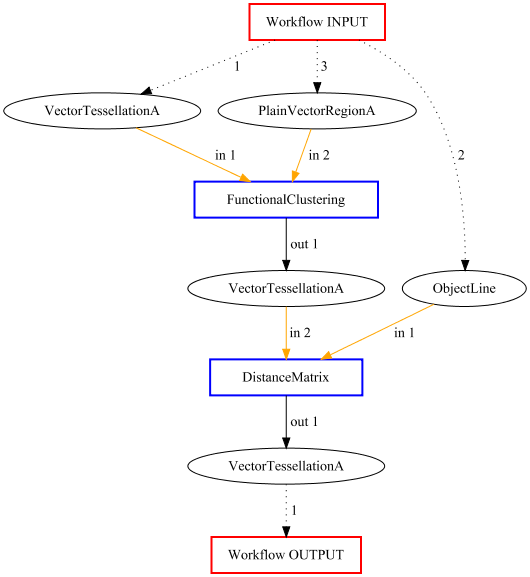 Workflow INPUT
1
3
2
VectorTessellationA
PlainVectorRegionA
in 1
in 2
FunctionalClustering
out 1
VectorTessellationA
ObjectLine
in 2
in 1
DistanceMatrix
out 1
VectorTessellationA
1
Workflow OUTPUT